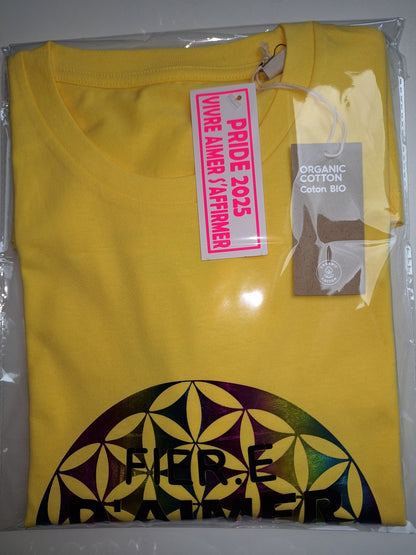 PRIDE 2025
VIVRE AIMER S'AFFIRMER
ORGANIC
COTTON
Coton BIO
FIER.E
D'AIMER